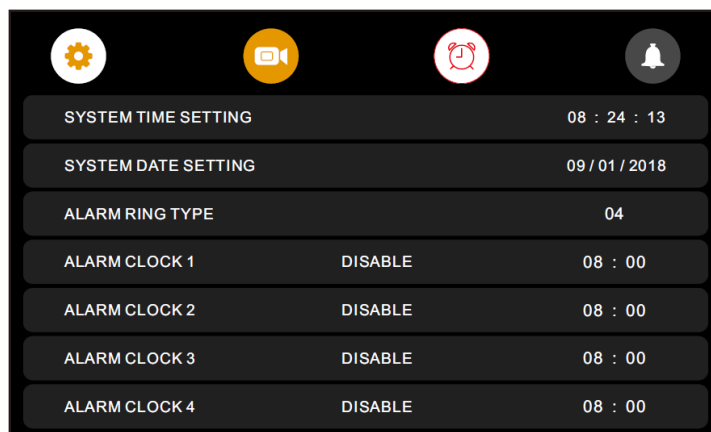 SYSTEM TIME SETTING 08 : 24 : 13
SYSTEM DATE SETTING 09 / 01 / 2018
ALARM RING TYPE 04
ALARM CLOCK 1 DISABLE 08 : 00
ALARM CLOCK 2 DISABLE 08 : 00
ALARM CLOCK 3 DISABLE 08 : 00
ALARM CLOCK 4 DISABLE 08 : 00